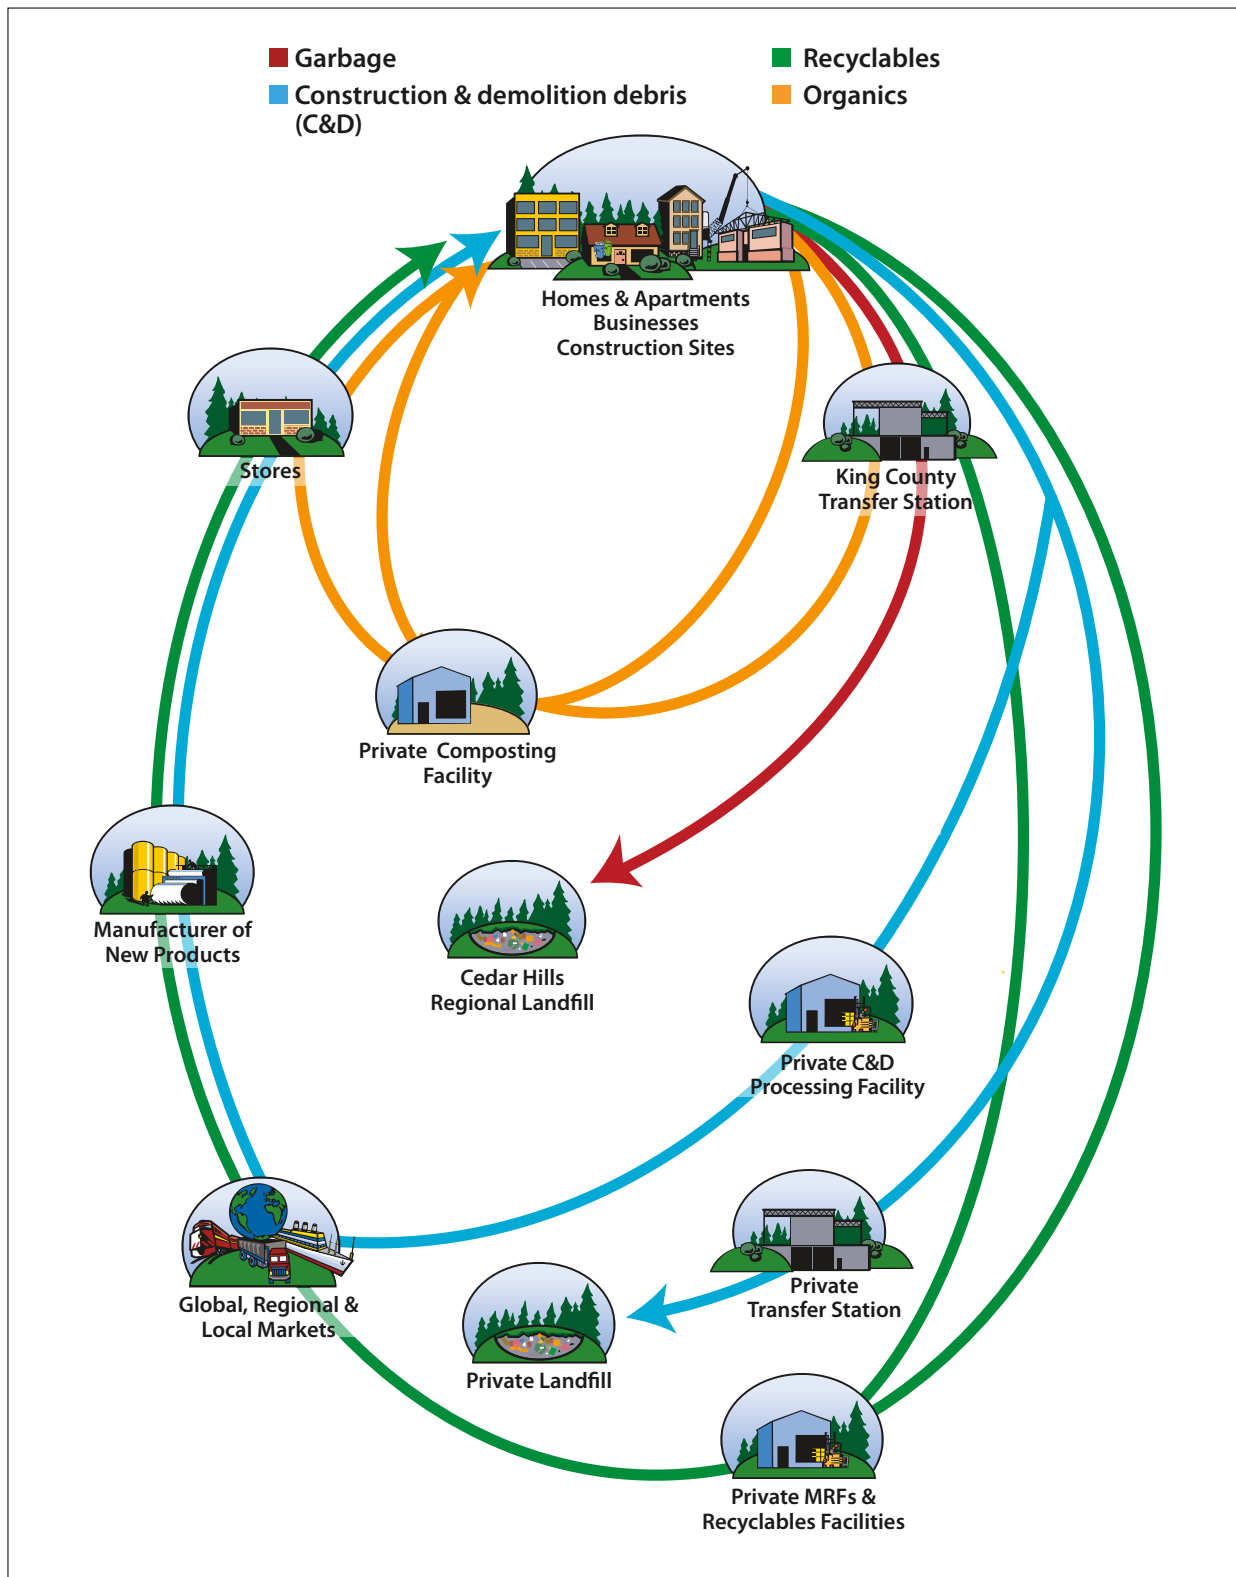 Garbage
Construction & demolition debris
(C&D)
Recyclables
Organics
Homes & Apartments
Businesses
Construction Sites
Stores
King County
Transfer Station
Private Composting
Facility
Manufacturer of
New Products
Cedar Hills
Regional Landfill
Private C&D
Processing Facility
Global, Regional &
Local Markets
Private
Transfer Station
Private Landfill
Private MRFs &
Recyclables Facilities